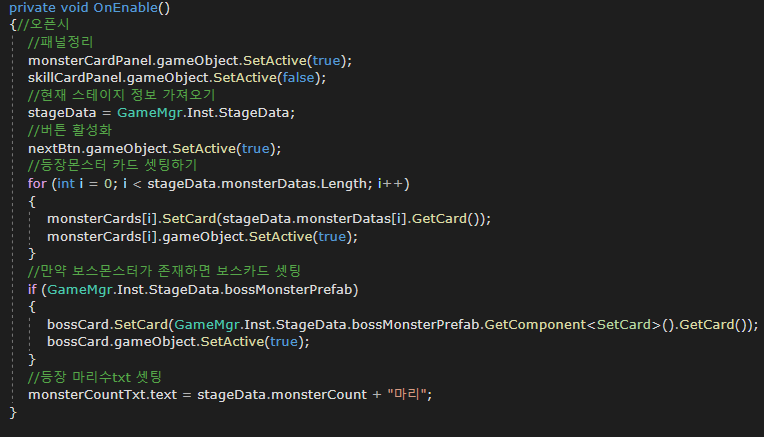 private void OnEnable()
{//오픈시
//패널정리
monsterCardPanel.gameObject.SetActive(true);
skillCardPanel.gameObject.SetActive(false);
//현재 스테이지 정보 가져오기
stageData = GameMgr.Inst.StageData;
//버튼 활성화
nextBtn.gameObject.SetActive(true);
//등장몬스터 카드 셋팅하기
for (int i = 0; i < stageData.monsterDatas.Length; i++)
{
monsterCards[i].SetCard(stageData.monsterDatas[i].GetCard());
monsterCards[i].gameObject.SetActive(true);
}
//만약 보스몬스터가 존재하면 보스카드 셋팅
if (GameMgr.Inst.StageData.bossMonsterPrefab)
{
bossCard.SetCard(GameMgr.Inst.StageData.bossMonsterPrefab.GetComponent<SetCard>().GetCard());
bossCard.gameObject.SetActive(true);
}
//등장 마리수txt 셋팅
monsterCountTxt.text = stageData.monsterCount + "마리";
}